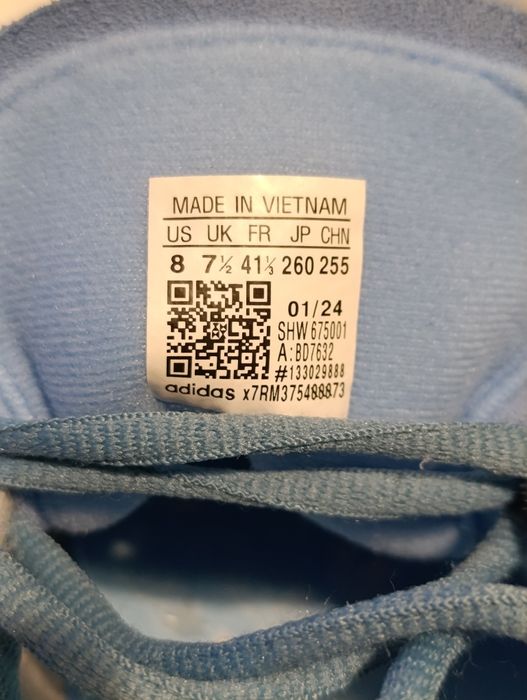 MADE IN VIETNAM
US UK FR JP CHN
8 7½ 41⅓ 260 255
01/24
SHW 675001
A: BD7632
#133029888
adidas